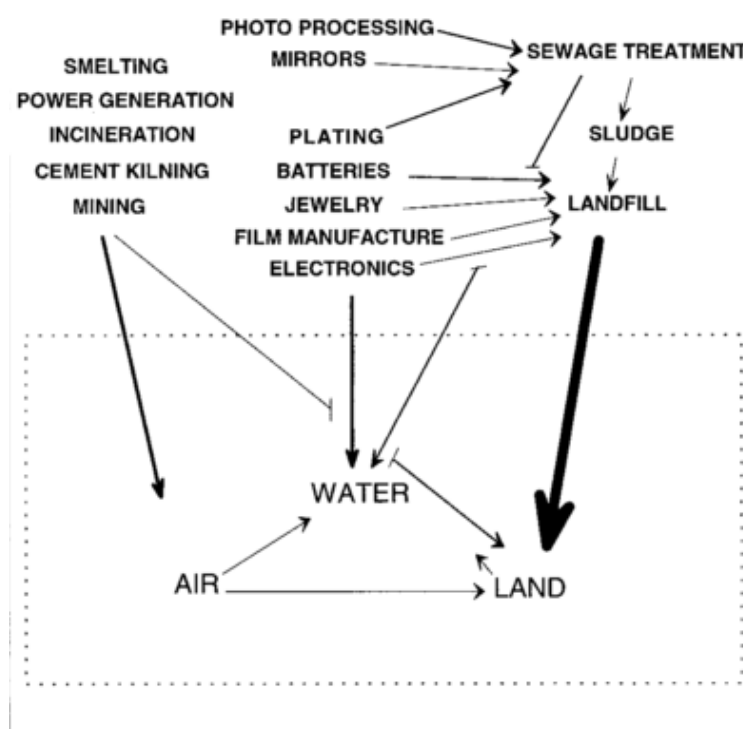 PHOTO PROCESSING
MIRRORS
SEWAGE TREATMENT
SMELTING
POWER GENERATION
INCINERATION
CEMENT KILNING
MINING
PLATING
BATTERIES
JEWELRY
FILM MANUFACTURE
ELECTRONICS
SLUDGE
LANDFILL
WATER
AIR
LAND